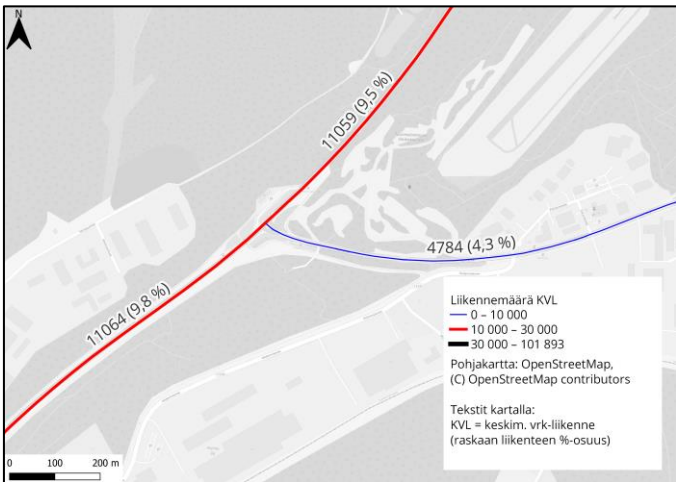 N
11059 (9,5 %)
4784 (4,3 %)
11064 (9,8 %)
Liikennemäärä KVL
0 – 10 000
10 000 – 30 000
30 000 – 101 893
Pohjakartta: OpenStreetMap,
(C) OpenStreetMap contributors
Tekstit kartalla:
KVL = keskim. vrk-liikenne
(raskaan liikenteen %-osuus)
0 100 200 m